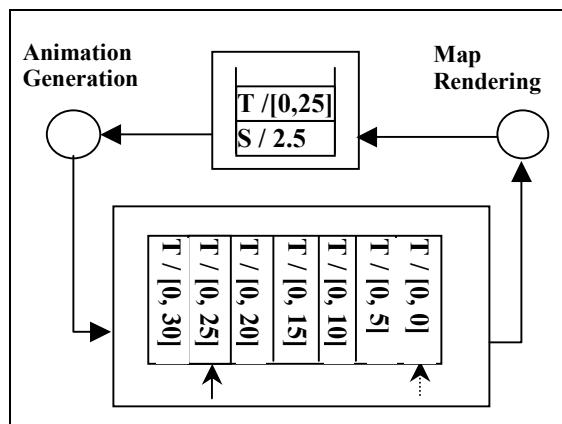 Animation
Generation
Map
Rendering
T /[0,25]
S / 2.5
T / [0, 30]
T / [0, 25]
T / [0, 20]
T / [0, 15]
T / [0, 10]
T / [0, 5]
T / [0, 0]